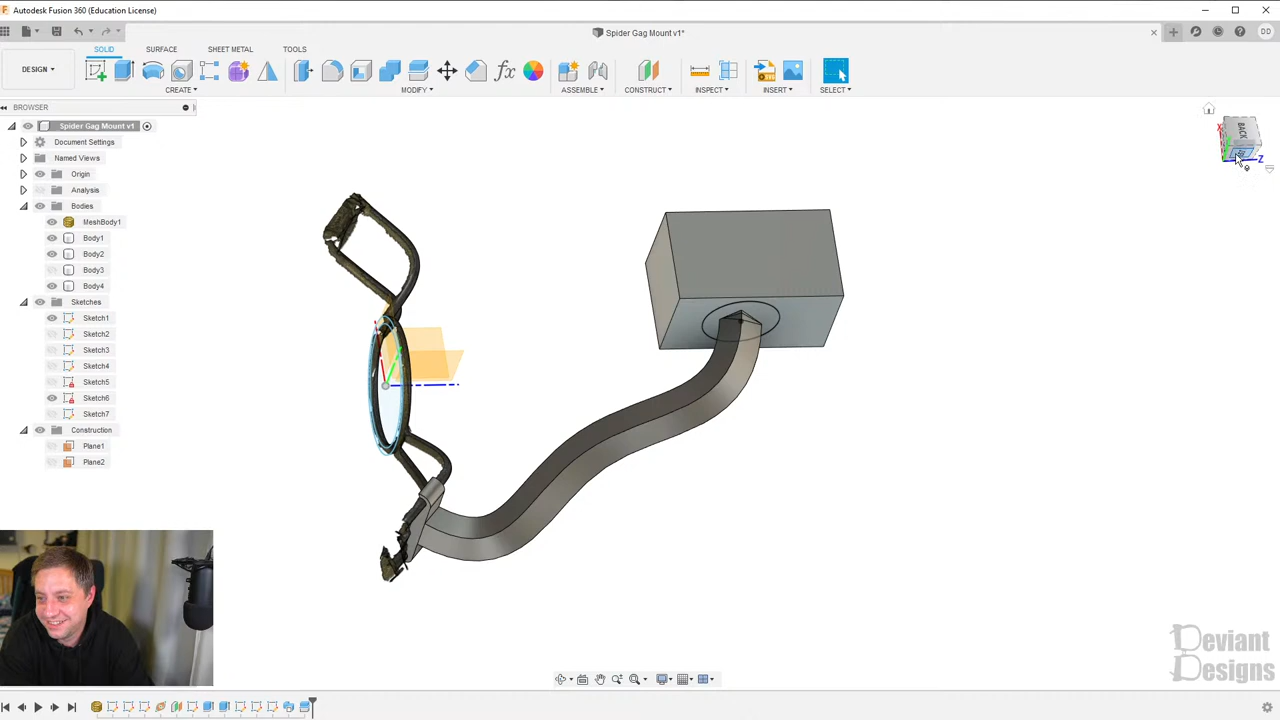 Autodesk Fusion 360 (Education License)
Spider Gag Mount v1*
DD
SOLID
SURFACE
SHEET METAL
TOOLS
DESIGN
CREATE
MODIFY
ASSEMBLE
CONSTRUCT
INSPECT
INSERT
SELECT
BROWSER
Spider Gag Mount v1
Document Settings
Named Views
Origin
Analysis
Bodies
MeshBody1
Body1
Body2
Body3
Body4
Sketches
Sketch1
Sketch2
Sketch3
Sketch4
Sketch5
Sketch6
Sketch7
Construction
Plane1
Plane2
BACK
X
Z
Deviant
Designs